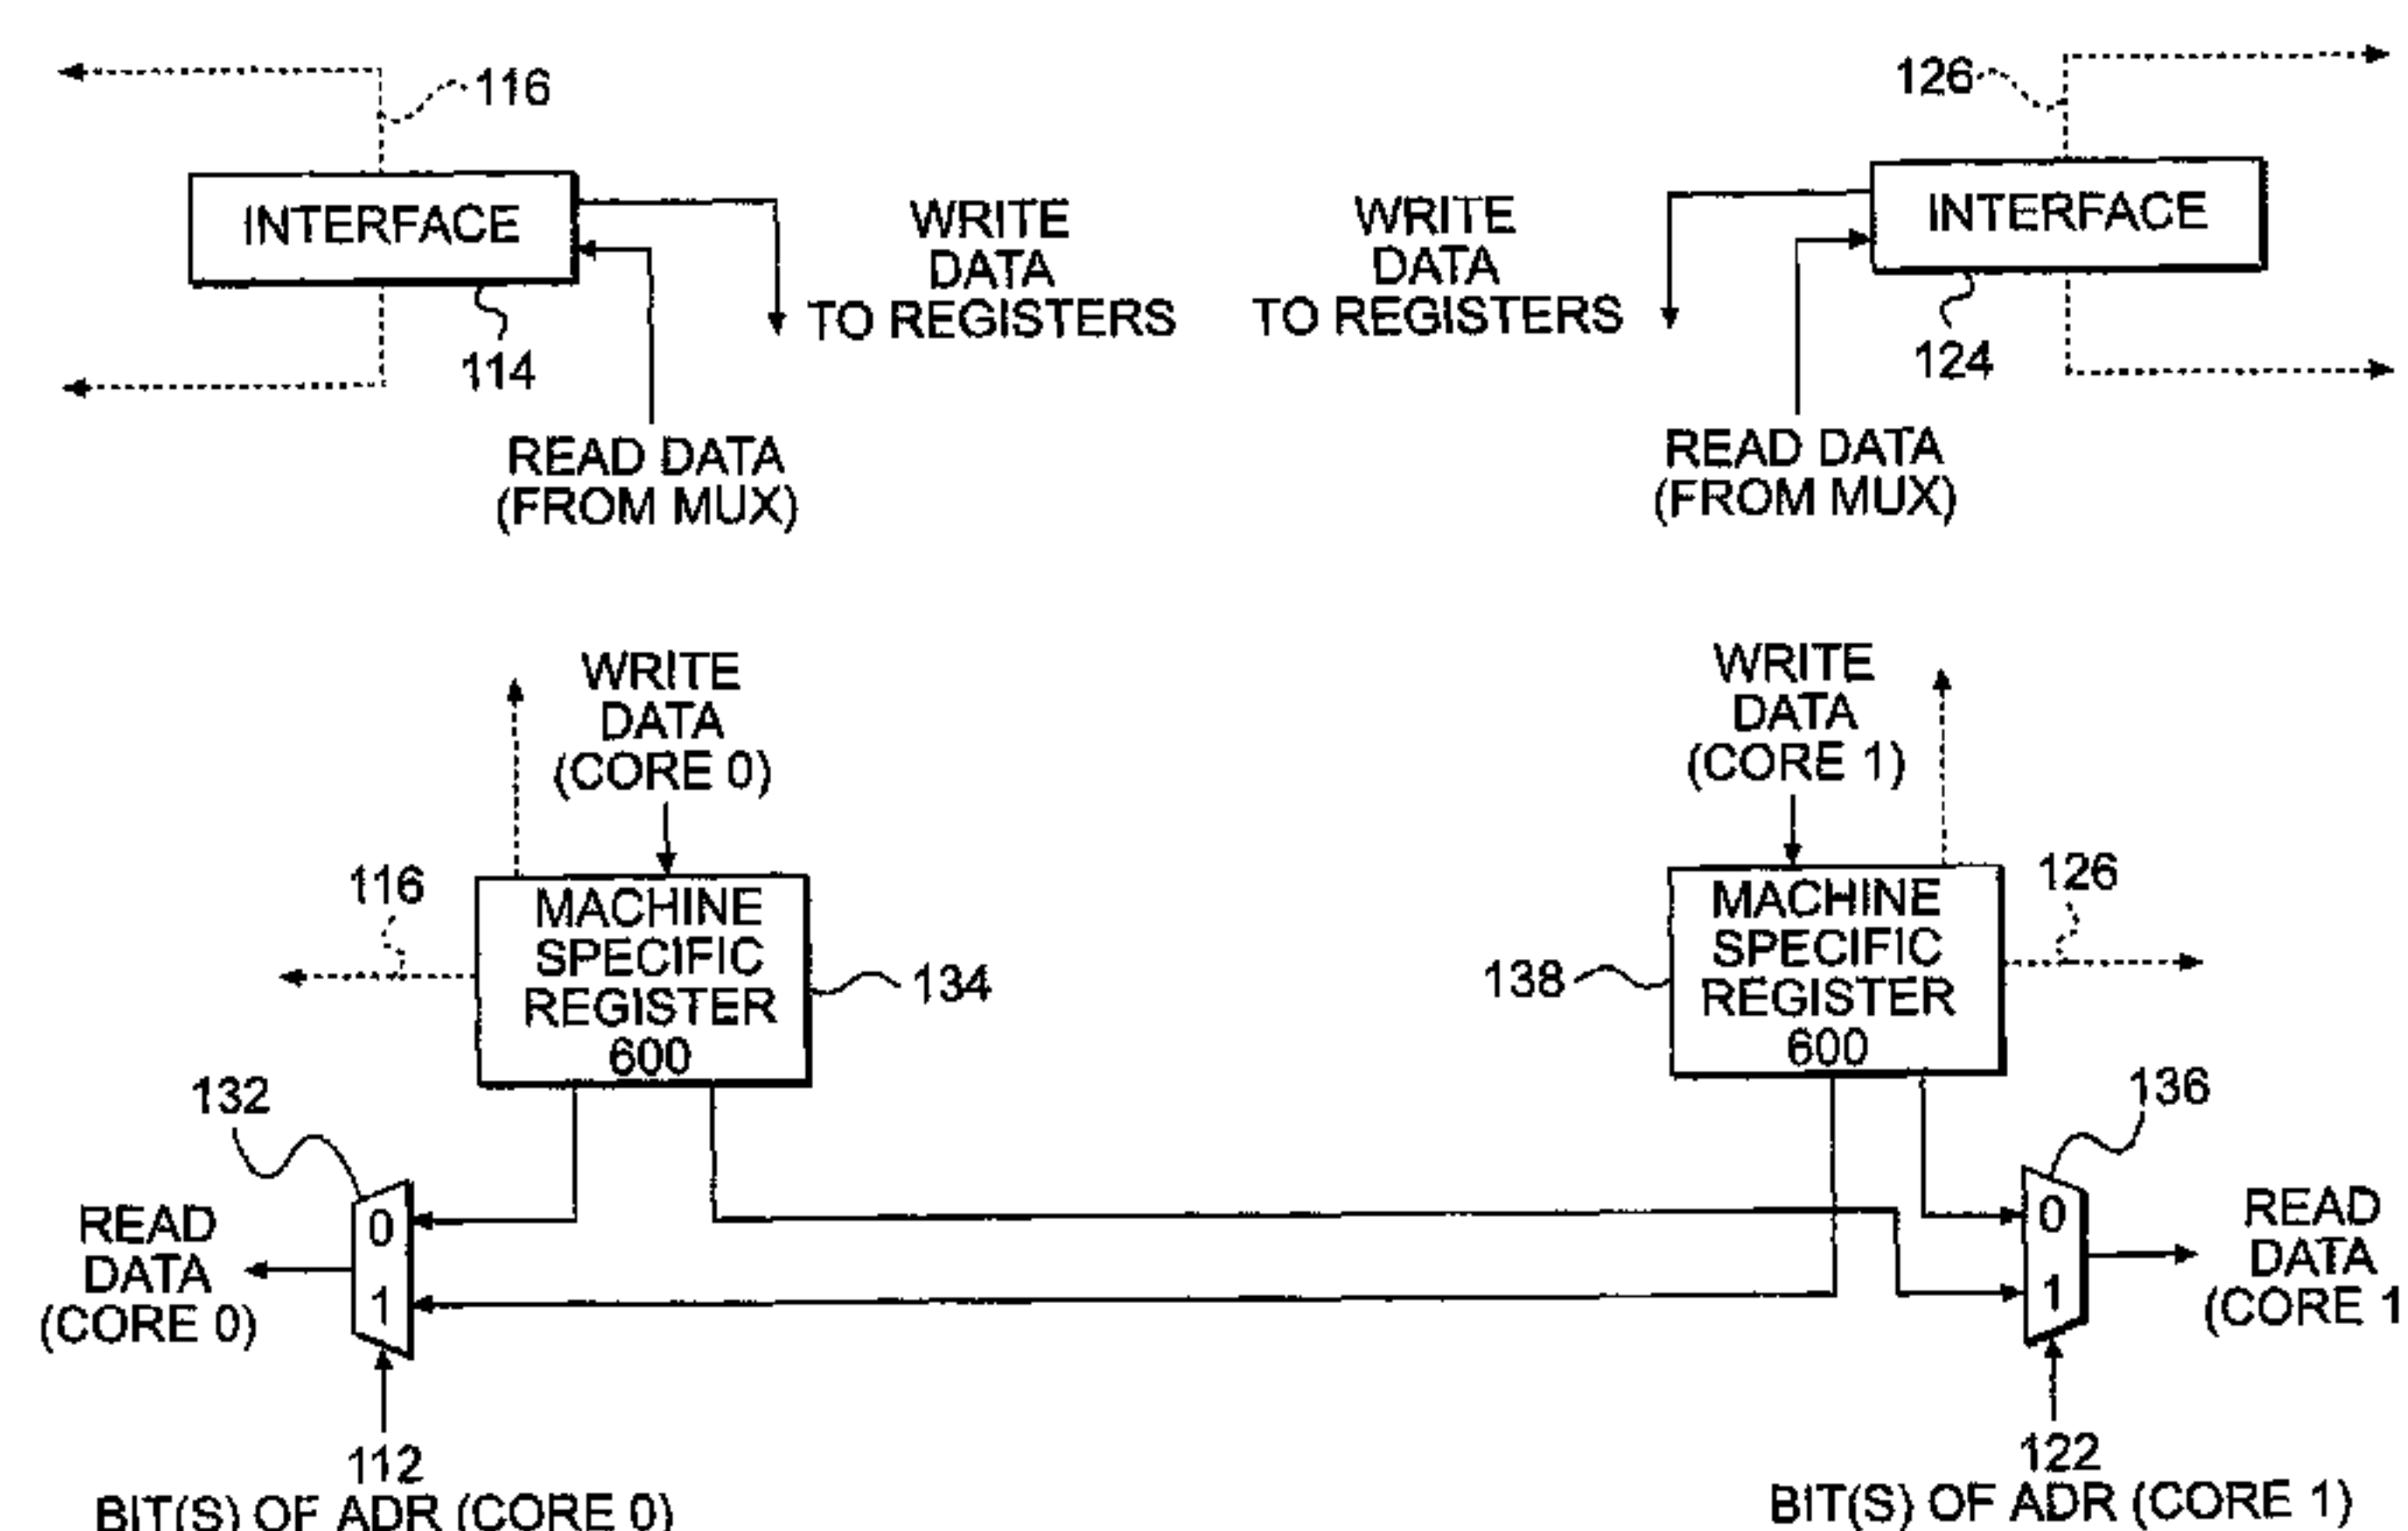 116
126
INTERFACE
WRITE
DATA
TO REGISTERS
WRITE
DATA
TO REGISTERS
INTERFACE
114
124
READ DATA
(FROM MUX)
READ DATA
(FROM MUX)
WRITE
DATA
(CORE 0)
WRITE
DATA
(CORE 1)
116
MACHINE
SPECIFIC
REGISTER
600
134
138
MACHINE
SPECIFIC
REGISTER
600
126
132
136
READ
DATA
(CORE 0)
0
1
0
1
READ
DATA
(CORE 1
112
BIT(S) OF ADR (CORE 0)
122
BIT(S) OF ADR (CORE 1)